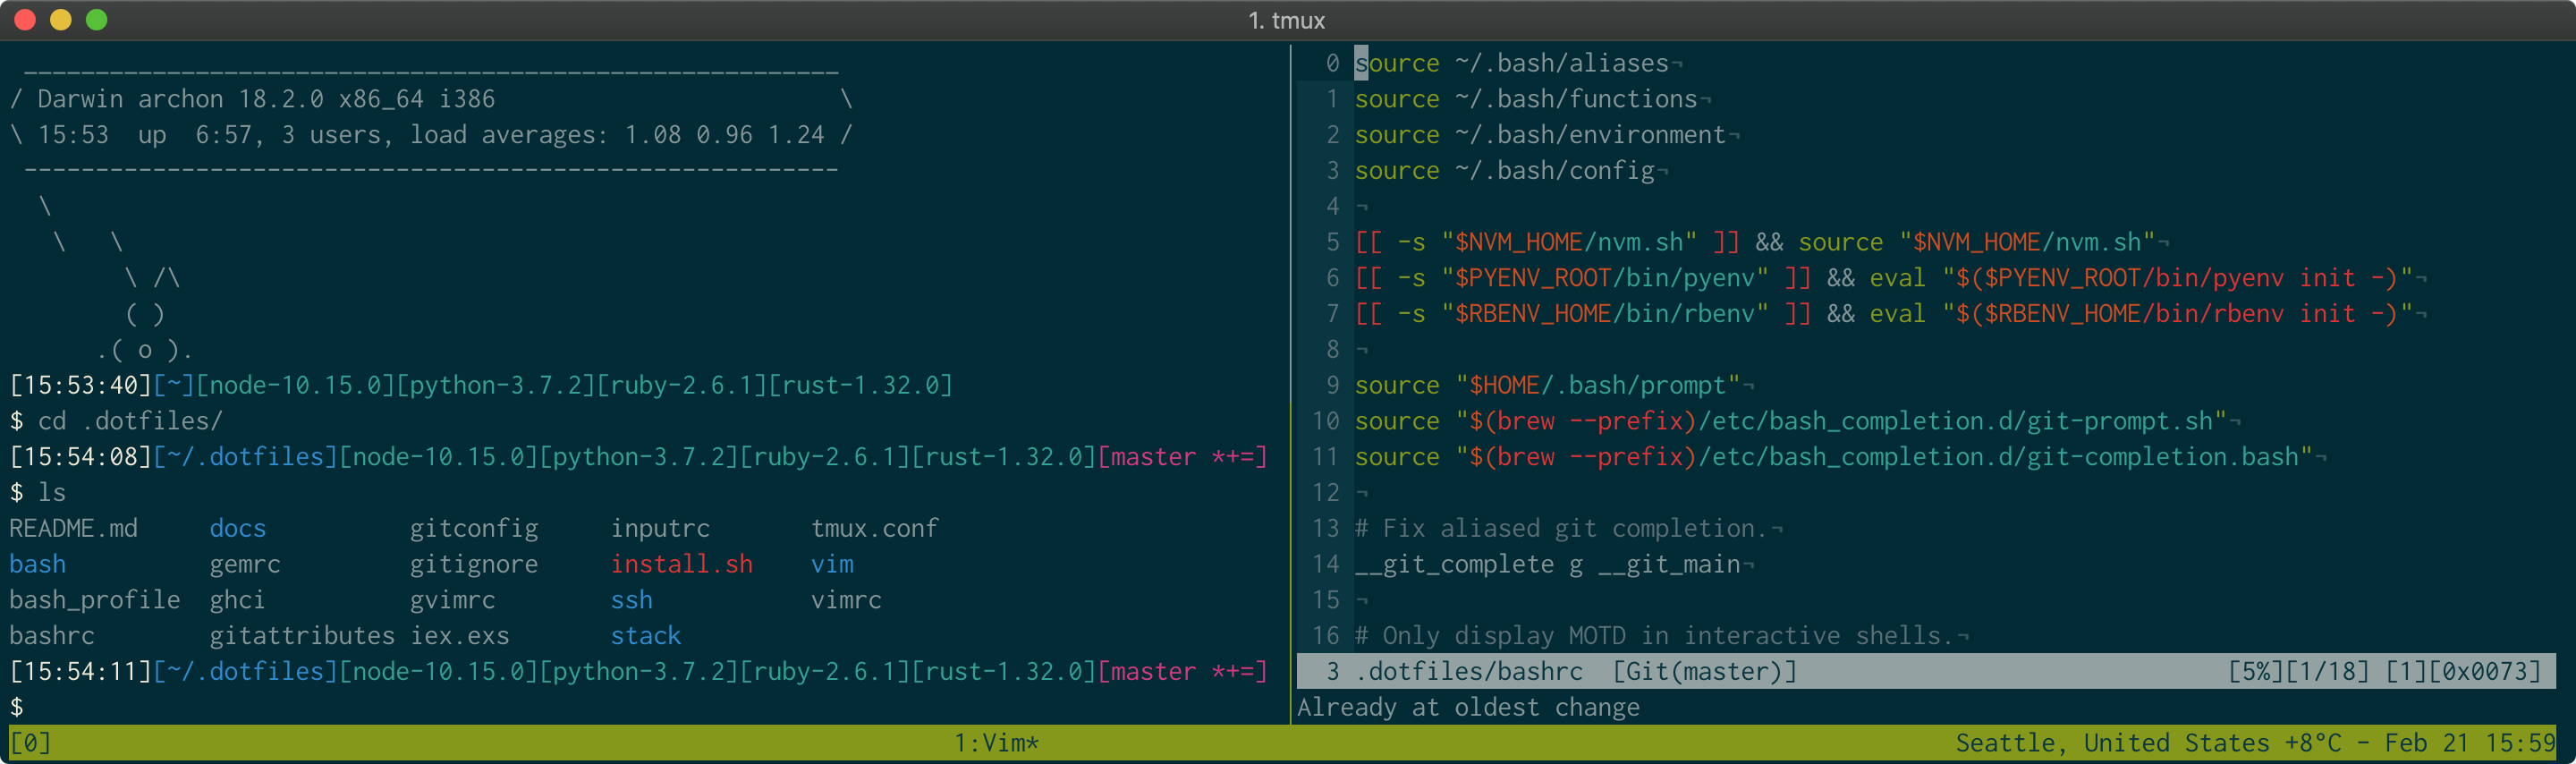 1. tmux
 _________________________________________________________
/ Darwin archon 18.2.0 x86_64 i386                         \
\ 15:53  up  6:57, 3 users, load averages: 1.08 0.96 1.24 /
 ---------------------------------------------------------
  \
   \   \
        \ /\
        ( )
      .( o ).
[15:53:40][~][node-10.15.0][python-3.7.2][ruby-2.6.1][rust-1.32.0]
$ cd .dotfiles/
[15:54:08][~/.dotfiles][node-10.15.0][python-3.7.2][ruby-2.6.1][rust-1.32.0][master *+=]
$ ls
README.md     docs          gitconfig     inputrc       tmux.conf
bash          gemrc         gitignore     install.sh    vim
bash_profile  ghci          gvimrc        ssh           vimrc
bashrc        gitattributes iex.exs       stack
[15:54:11][~/.dotfiles][node-10.15.0][python-3.7.2][ruby-2.6.1][rust-1.32.0][master *+=]
$
0 source ~/.bash/aliases¬
1 source ~/.bash/functions¬
2 source ~/.bash/environment¬
3 source ~/.bash/config¬
4 ¬
5 [[ -s "$NVM_HOME/nvm.sh" ]] && source "$NVM_HOME/nvm.sh"¬
6 [[ -s "$PYENV_ROOT/bin/pyenv" ]] && eval "$($PYENV_ROOT/bin/pyenv init -)"¬
7 [[ -s "$RBENV_HOME/bin/rbenv" ]] && eval "$($RBENV_HOME/bin/rbenv init -)"¬
8 ¬
9 source "$HOME/.bash/prompt"¬
10 source "$(brew --prefix)/etc/bash_completion.d/git-prompt.sh"¬
11 source "$(brew --prefix)/etc/bash_completion.d/git-completion.bash"¬
12 ¬
13 # Fix aliased git completion.¬
14 __git_complete g __git_main¬
15 ¬
16 # Only display MOTD in interactive shells.¬
3 .dotfiles/bashrc  [Git(master)] [5%][1/18] [1][0x0073]
Already at oldest change
[0] 1:Vim* Seattle, United States +8°C - Feb 21 15:59